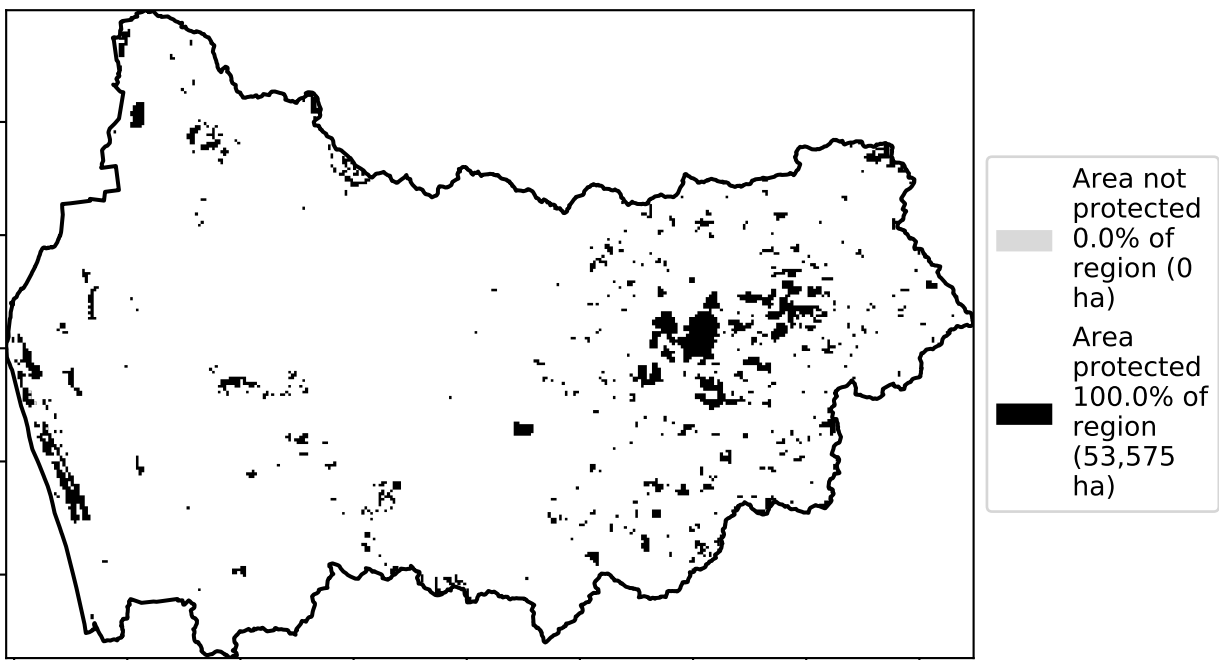 Area not
protected
0.0% of
region (0
ha)
Area
protected
100.0% of
region
(53,575
ha)